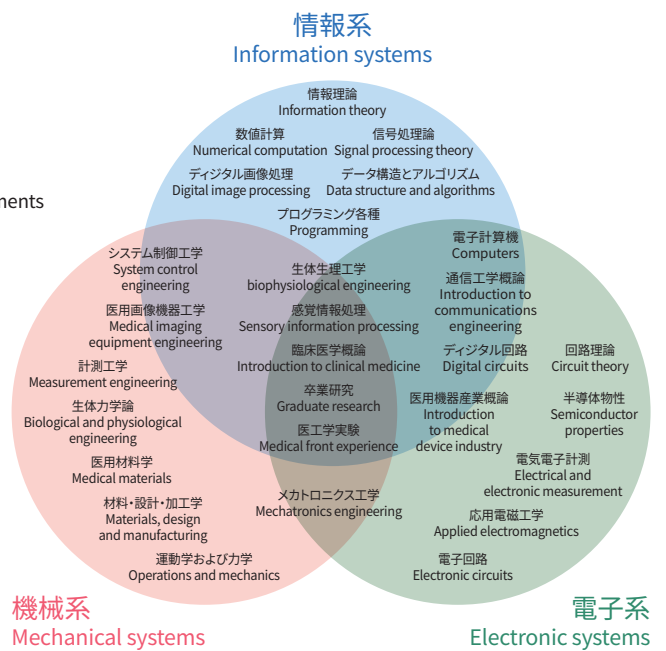 情報系
Information systems
情報理論
Information theory
数値計算
Numerical computation
信号処理論
Signal processing theory
ディジタル画像処理
Digital image processing
データ構造とアルゴリズム
Data structure and algorithms
プログラミング各種
Programming
システム制御工学
System control
engineering
医用画像機器工学
Medical imaging
equipment engineering
計測工学
Measurement engineering
生体力学論
Biological and physiological
engineering
医用材料学
Medical materials
材料・設計・加工学
Materials, design
and manufacturing
運動学および力学
Operations and mechanics
生体生理工学
biophysiological engineering
感覚情報処理
Sensory information processing
臨床医学概論
Introduction to clinical medicine
卒業研究
Graduate research
医工学実験
Medical front experience
メカトロニクス工学
Mechatronics engineering
電子計算機
Computers
通信工学概論
Introduction to
communications
engineering
ディジタル回路
Digital circuits
医用機器産業概論
Introduction
to medical
device industry
回路理論
Circuit theory
半導体物性
Semiconductor
properties
電気電子計測
Electrical and
electronic measurement
応用電磁工学
Applied electromagnetics
電子回路
Electronic circuits
機械系
Mechanical systems
電子系
Electronic systems